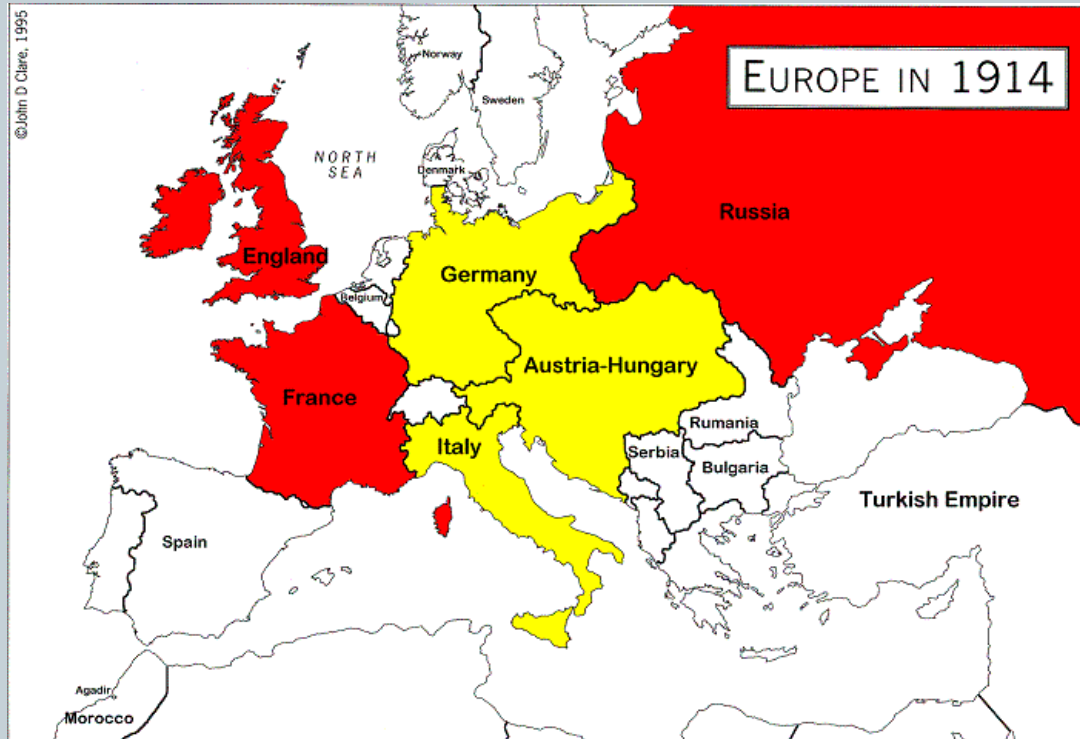 ©John D Clare, 1995
EUROPE IN 1914
Norway
Sweden
NORTH
SEA
Denmark
Russia
England
Germany
Belgium
Austria-Hungary
France
Rumania
Italy
Serbia
Bulgaria
Turkish Empire
Spain
Agadir
Morocco